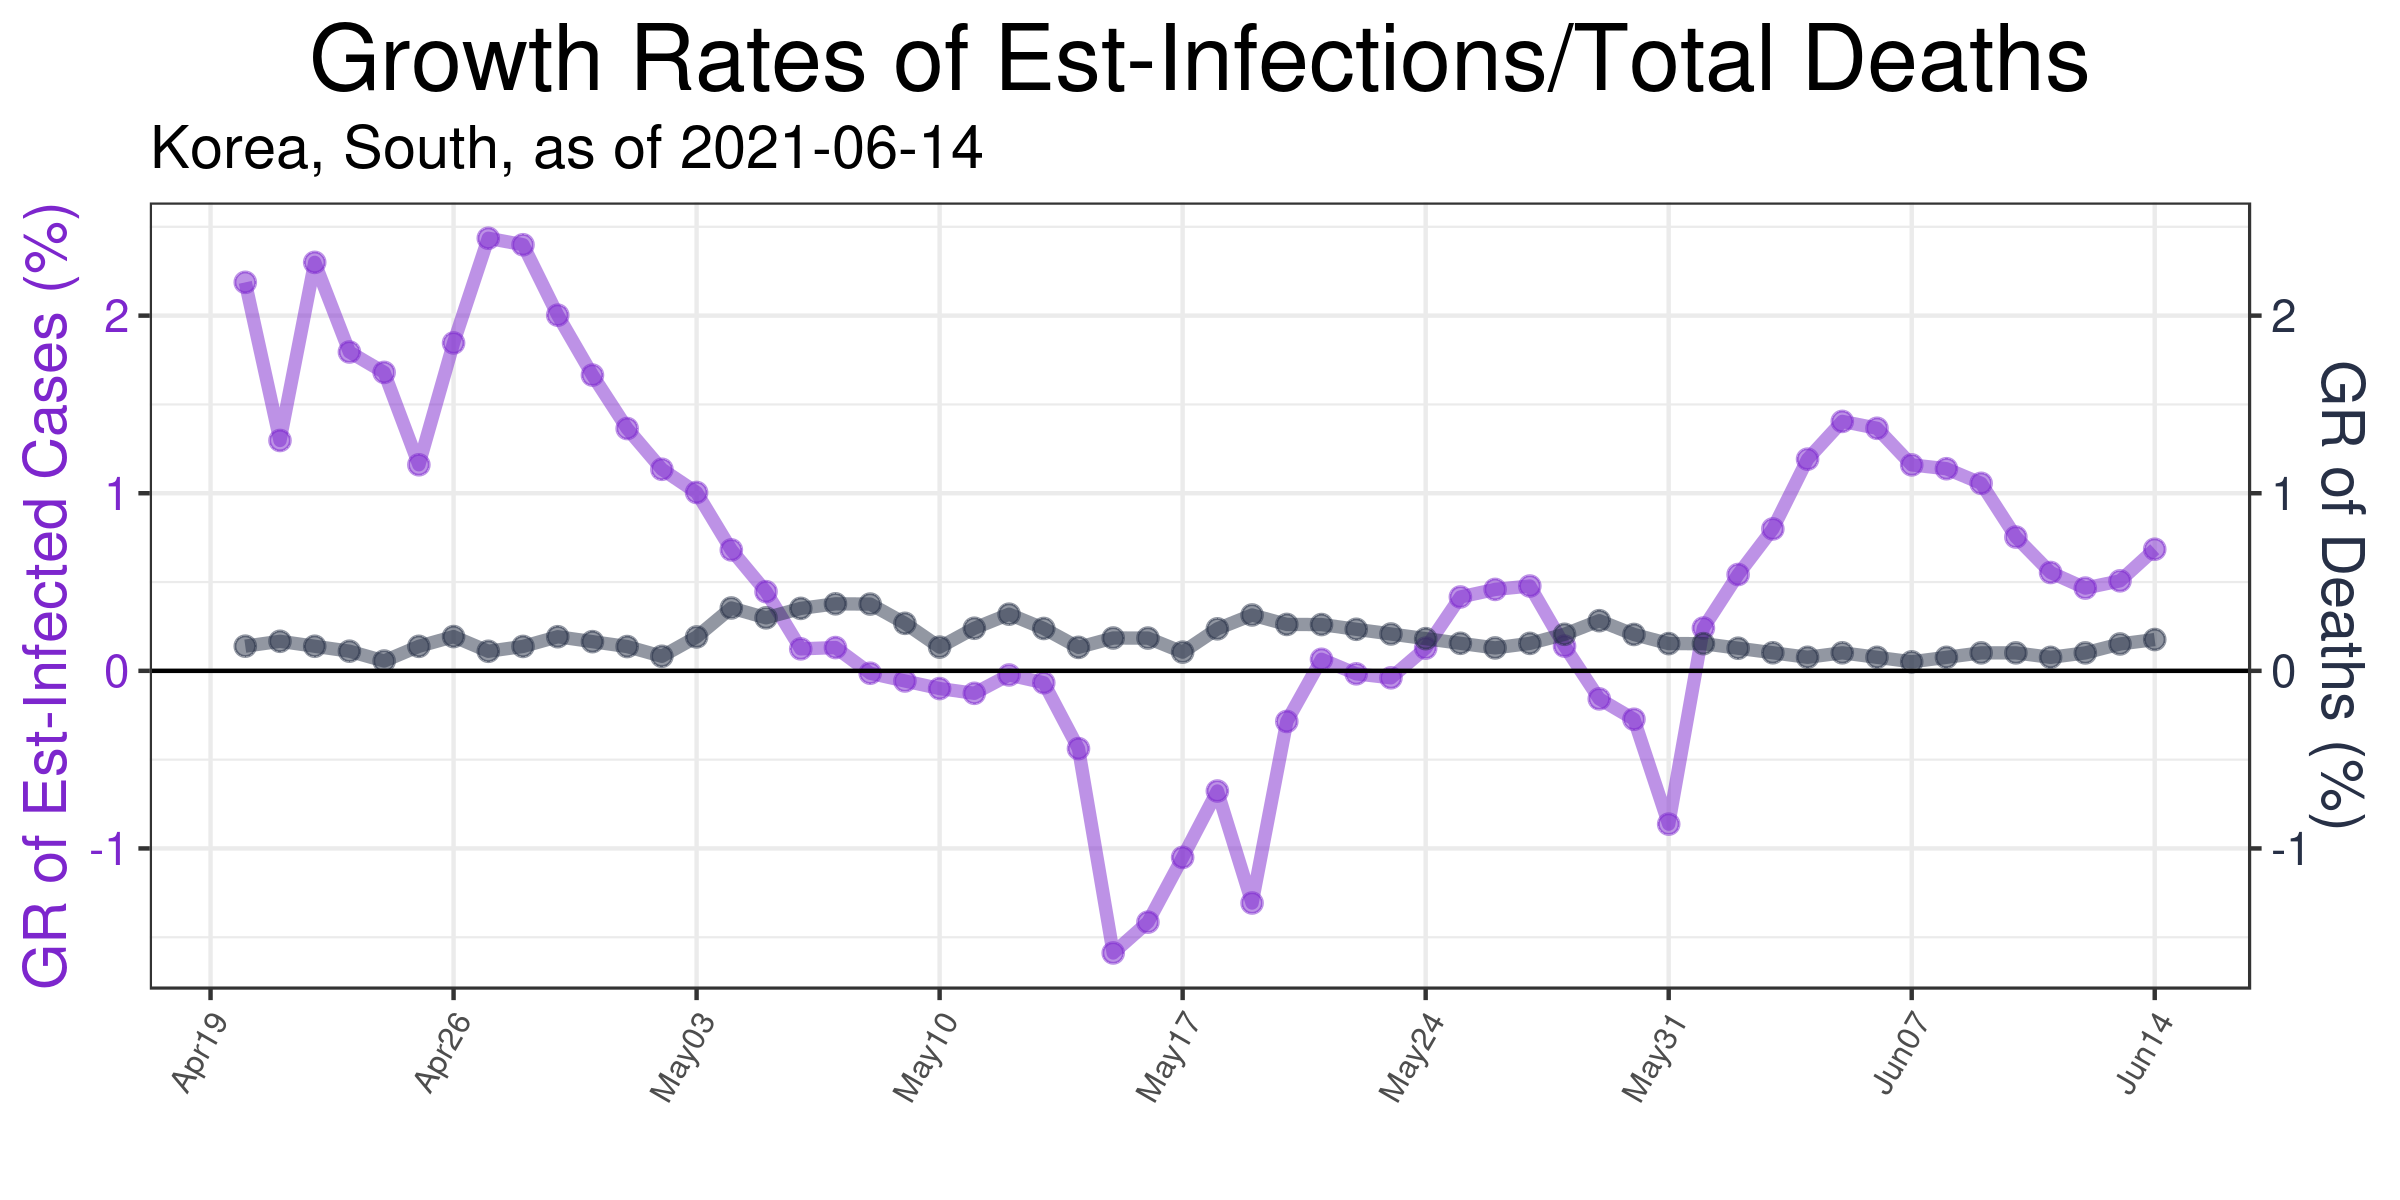 Growth Rates of Est-Infections/Total Deaths
Korea, South, as of 2021-06-14
GR of Est-Infected Cases (%)
2
1
0
-1
2
1
0
-1
GR of Deaths (%)
Apr19
Apr26
May03
May10
May17
May24
May31
Jun07
Jun14